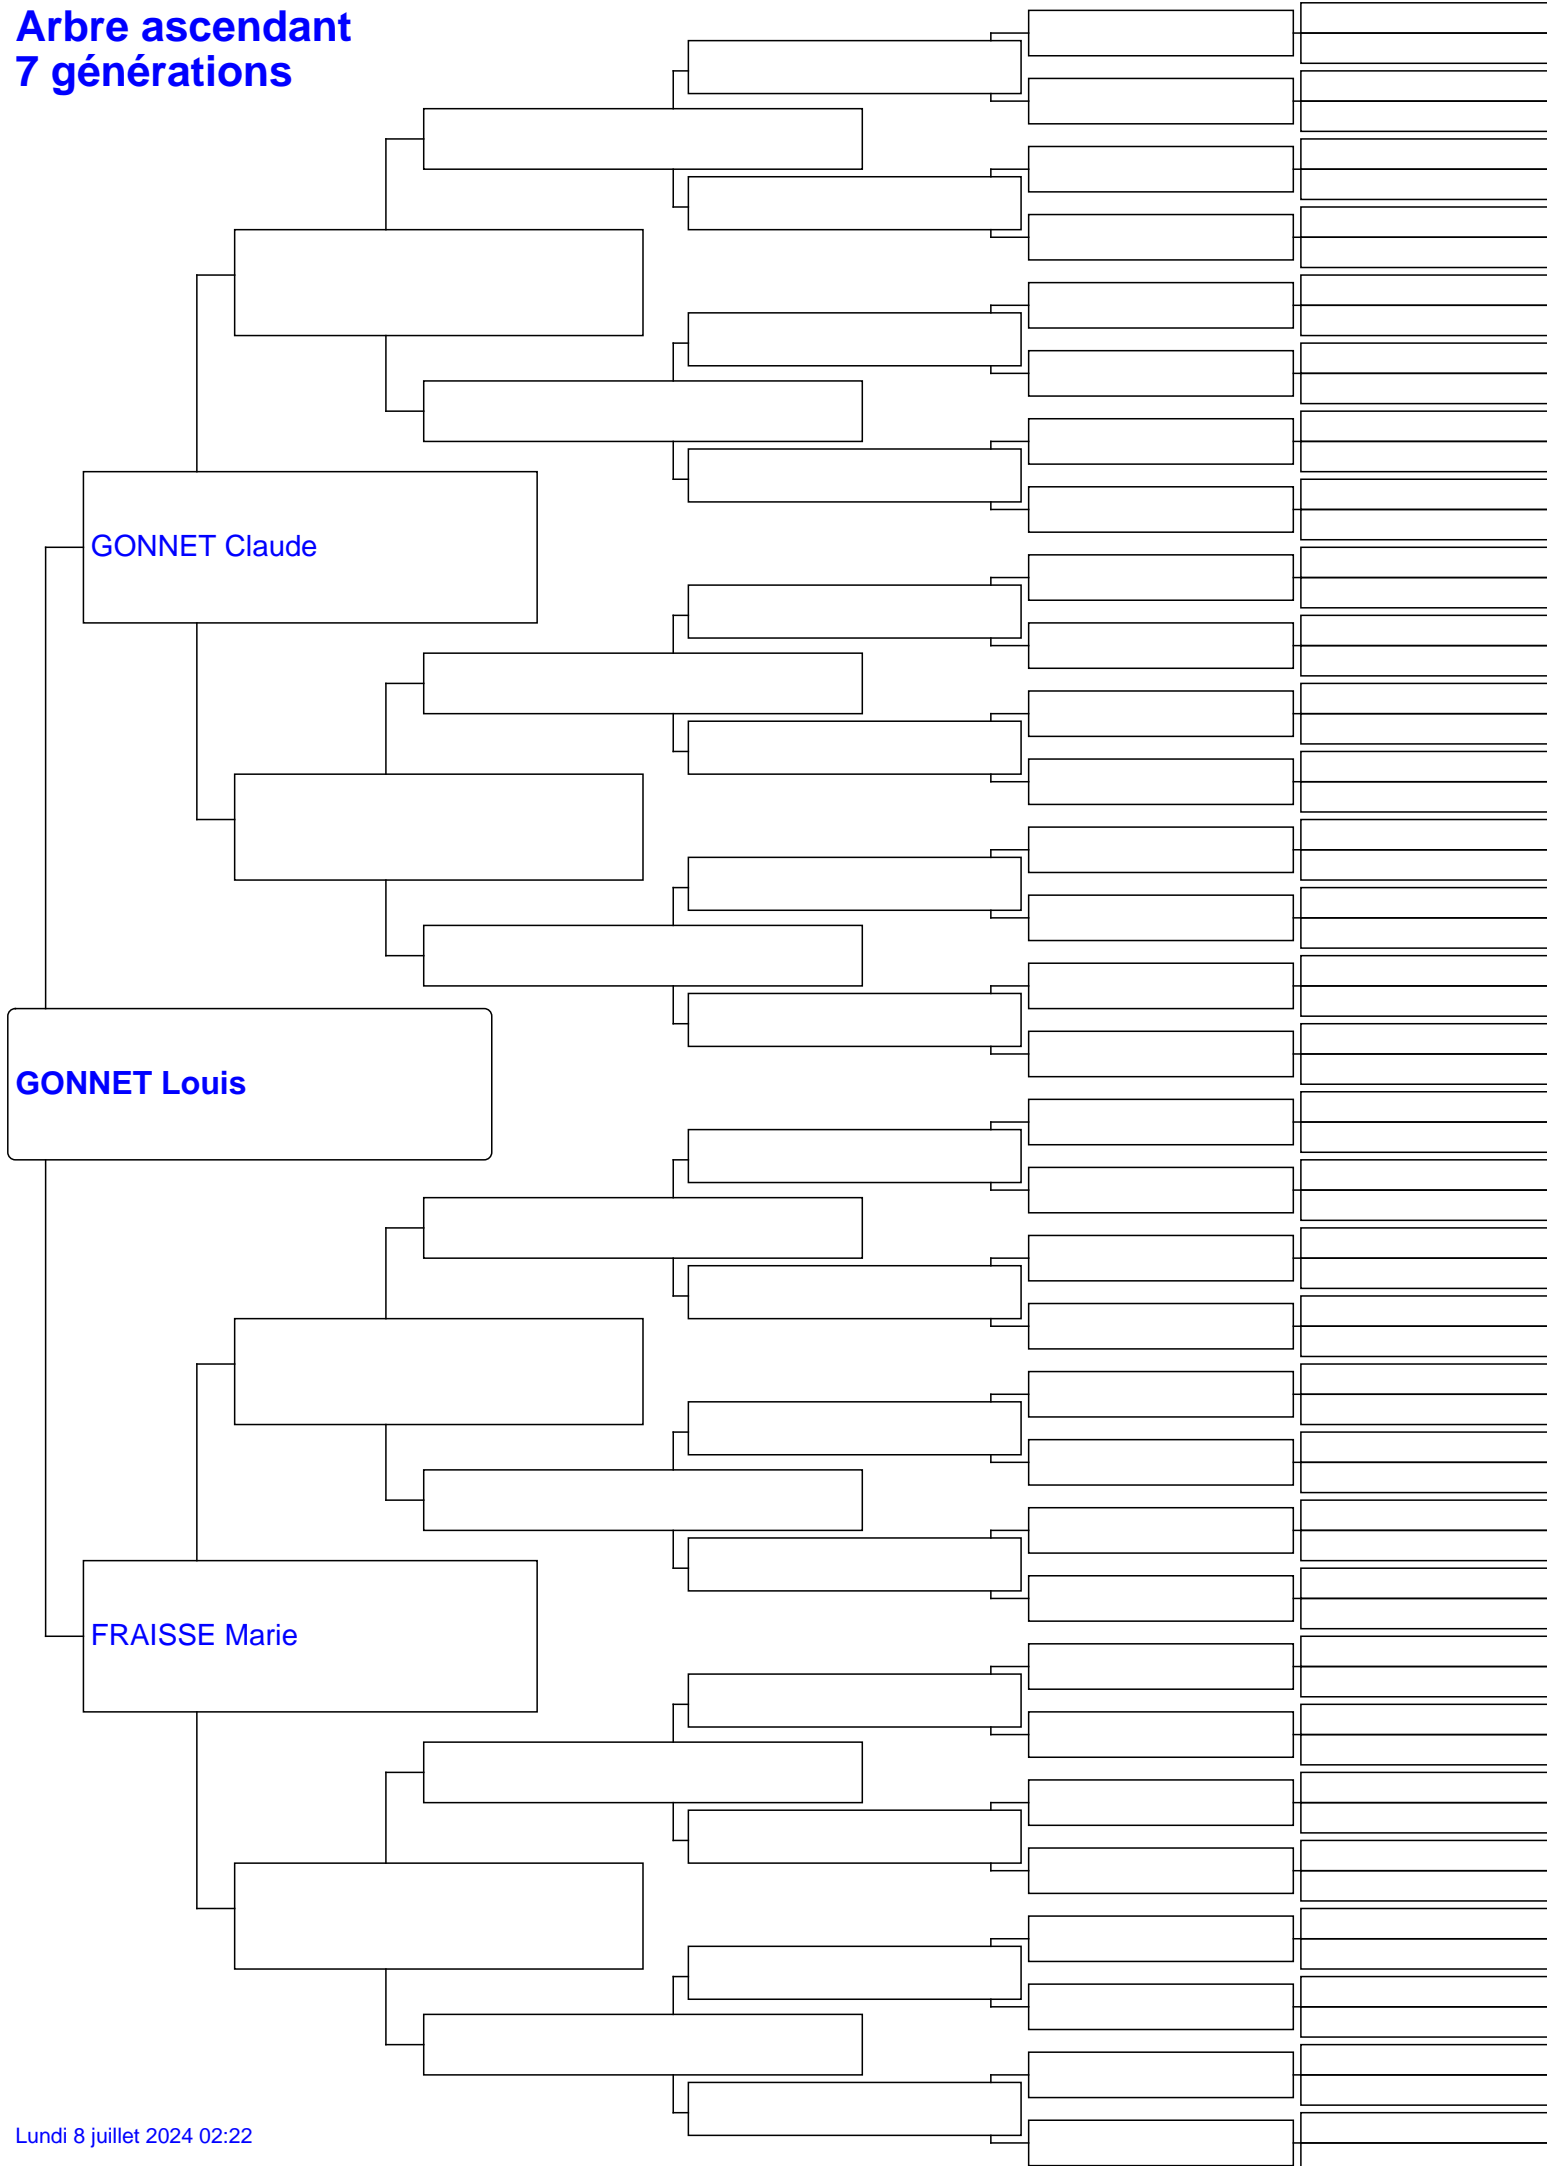 Arbre ascendant
7 générations
GONNET Claude
GONNET Louis
FRAISSE Marie
Lundi 8 juillet 2024 02:22